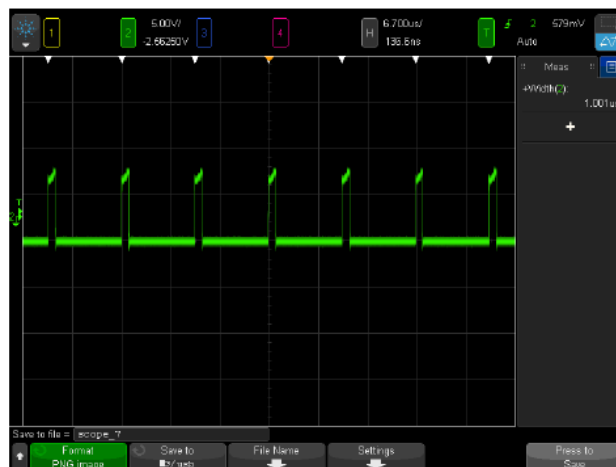 1 2 5.00V/ 3 4 H 6.700us/ T 2 579mV
-2.66250V 136.6ns Auto
Meas
+Width(2):
1.001us
+
T
Save to file = scope_7
Format Save to File Name Settings Press to
PNG image Save